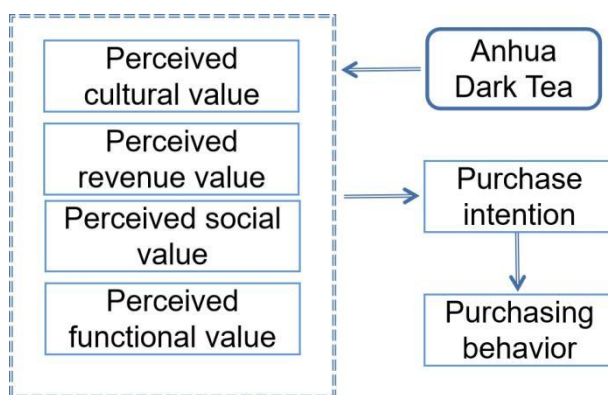 Perceived
cultural value
Perceived
revenue value
Perceived social
value
Perceived
functional value
Anhua
Dark Tea
Purchase
intention
Purchasing
behavior